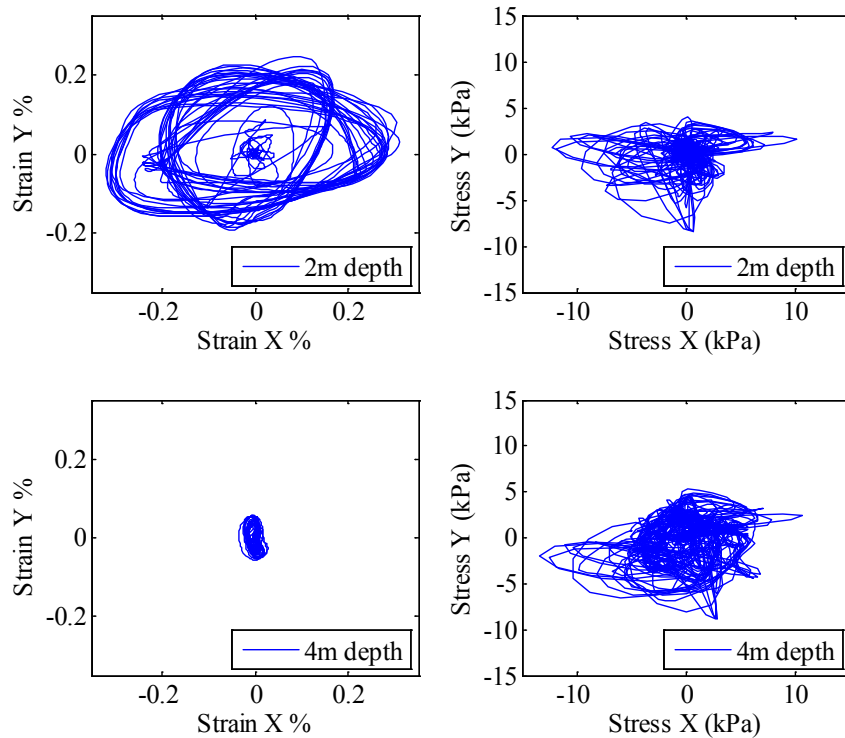 0.2
0
-0.2
Strain Y %
2m depth
-0.2 0 0.2
Strain X %
15
10
5
0
-5
-10
-15
Stress Y (kPa)
2m depth
-10 0 10
Stress X (kPa)
0.2
0
-0.2
Strain Y %
4m depth
-0.2 0 0.2
Strain X %
15
10
5
0
-5
-10
-15
Stress Y (kPa)
4m depth
-10 0 10
Stress X (kPa)